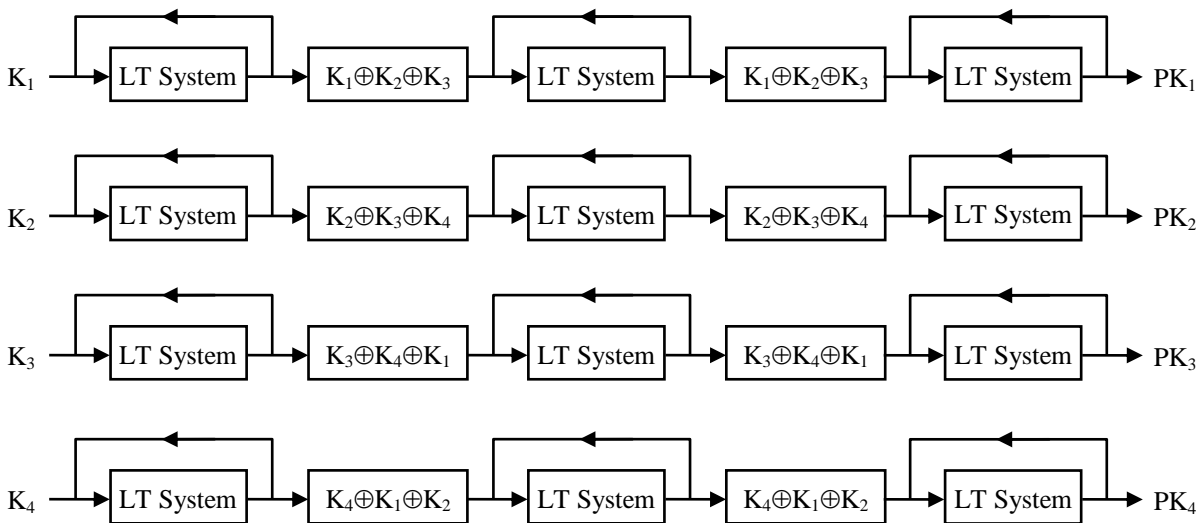 K₁ LT System K₁⊕K₂⊕K₃ LT System K₁⊕K₂⊕K₃ LT System PK₁
K₂ LT System K₂⊕K₃⊕K₄ LT System K₂⊕K₃⊕K₄ LT System PK₂
K₃ LT System K₃⊕K₄⊕K₁ LT System K₃⊕K₄⊕K₁ LT System PK₃
K₄ LT System K₄⊕K₁⊕K₂ LT System K₄⊕K₁⊕K₂ LT System PK₄